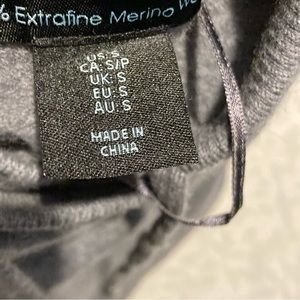 % Extrafine Merino
US: S
CA: S/P
UK: S
EU: S
AU: S
MADE IN
CHINA